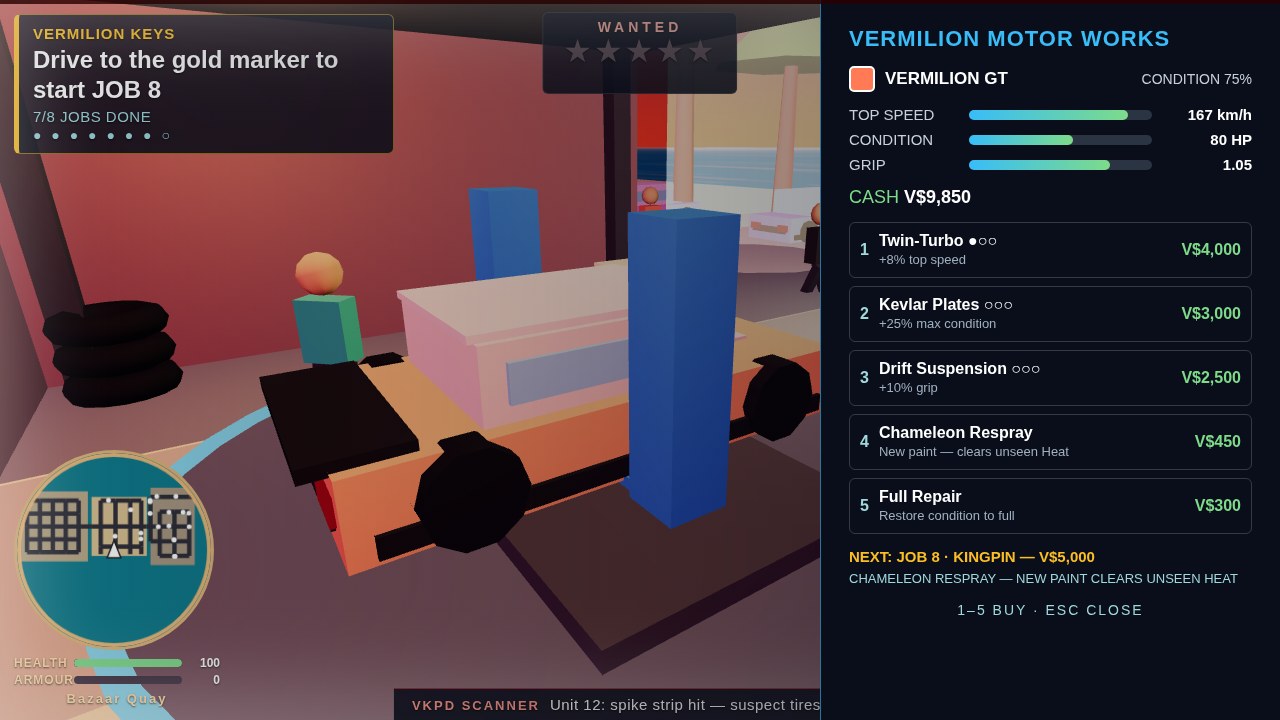 VERMILION KEYS
Drive to the gold marker to
start JOB 8
7/8 JOBS DONE
WANTED
HEALTH 100
ARMOUR 0
Bazaar Quay
VKPD SCANNER Unit 12: spike strip hit — suspect tires
VERMILION MOTOR WORKS
VERMILION GT CONDITION 75%
TOP SPEED 167 km/h
CONDITION 80 HP
GRIP 1.05
CASH V$9,850
1 Twin-Turbo ●○○ V$4,000
+8% top speed
2 Kevlar Plates ○○○ V$3,000
+25% max condition
3 Drift Suspension ○○○ V$2,500
+10% grip
4 Chameleon Respray V$450
New paint — clears unseen Heat
5 Full Repair V$300
Restore condition to full
NEXT: JOB 8 · KINGPIN — V$5,000
CHAMELEON RESPRAY — NEW PAINT CLEARS UNSEEN HEAT
1–5 BUY · ESC CLOSE